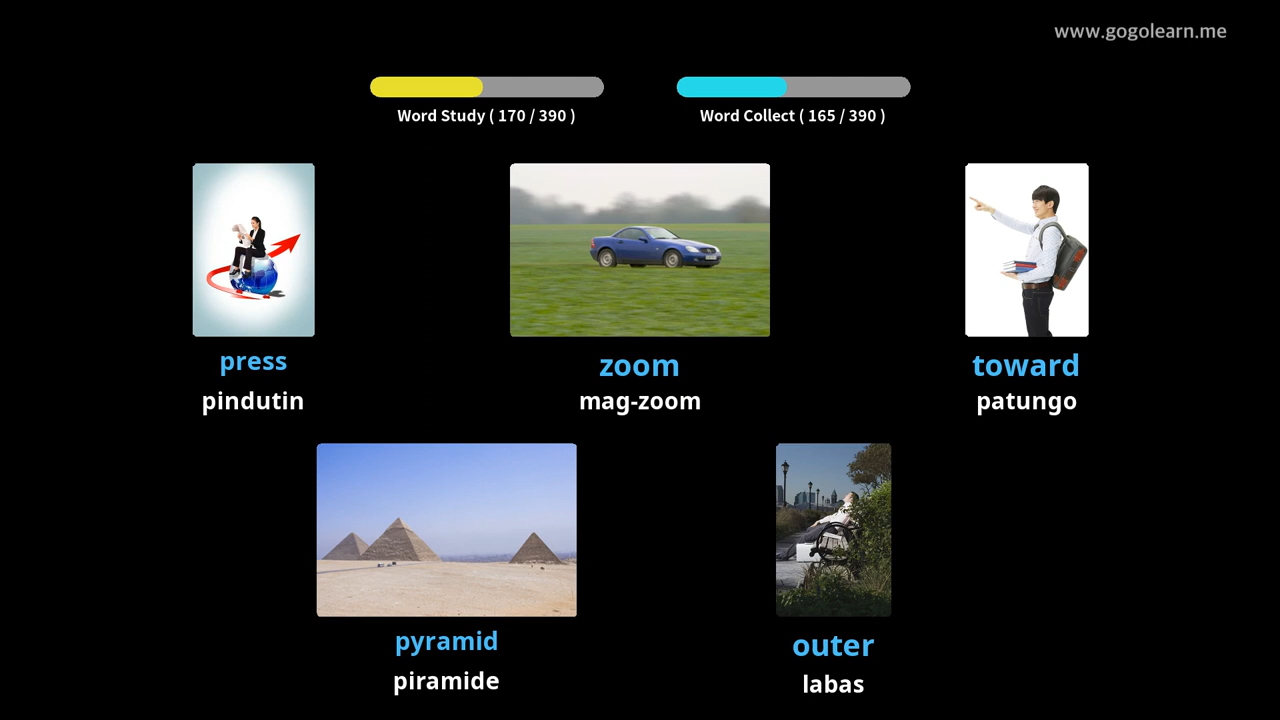 www.gogolearn.me
Word Study ( 170 / 390 )
Word Collect ( 165 / 390 )
press
pindutin
zoom
mag-zoom
toward
patungo
pyramid
piramide
outer
labas